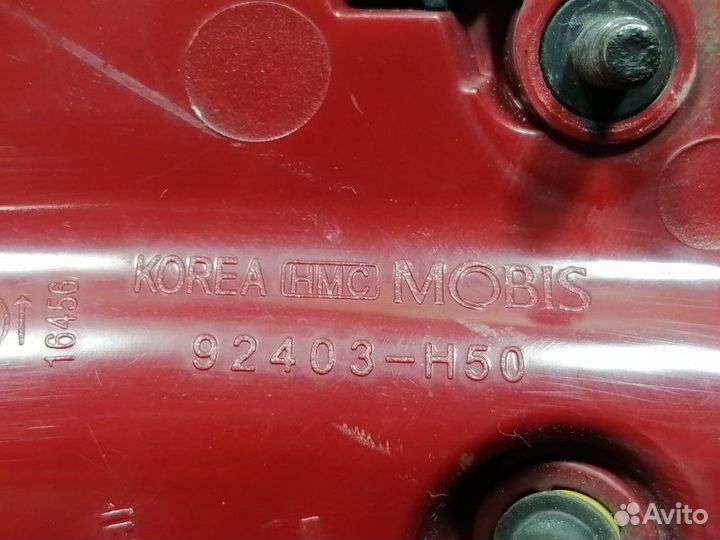 KOREA HMC MOBIS
92403-H50
16456
Avito